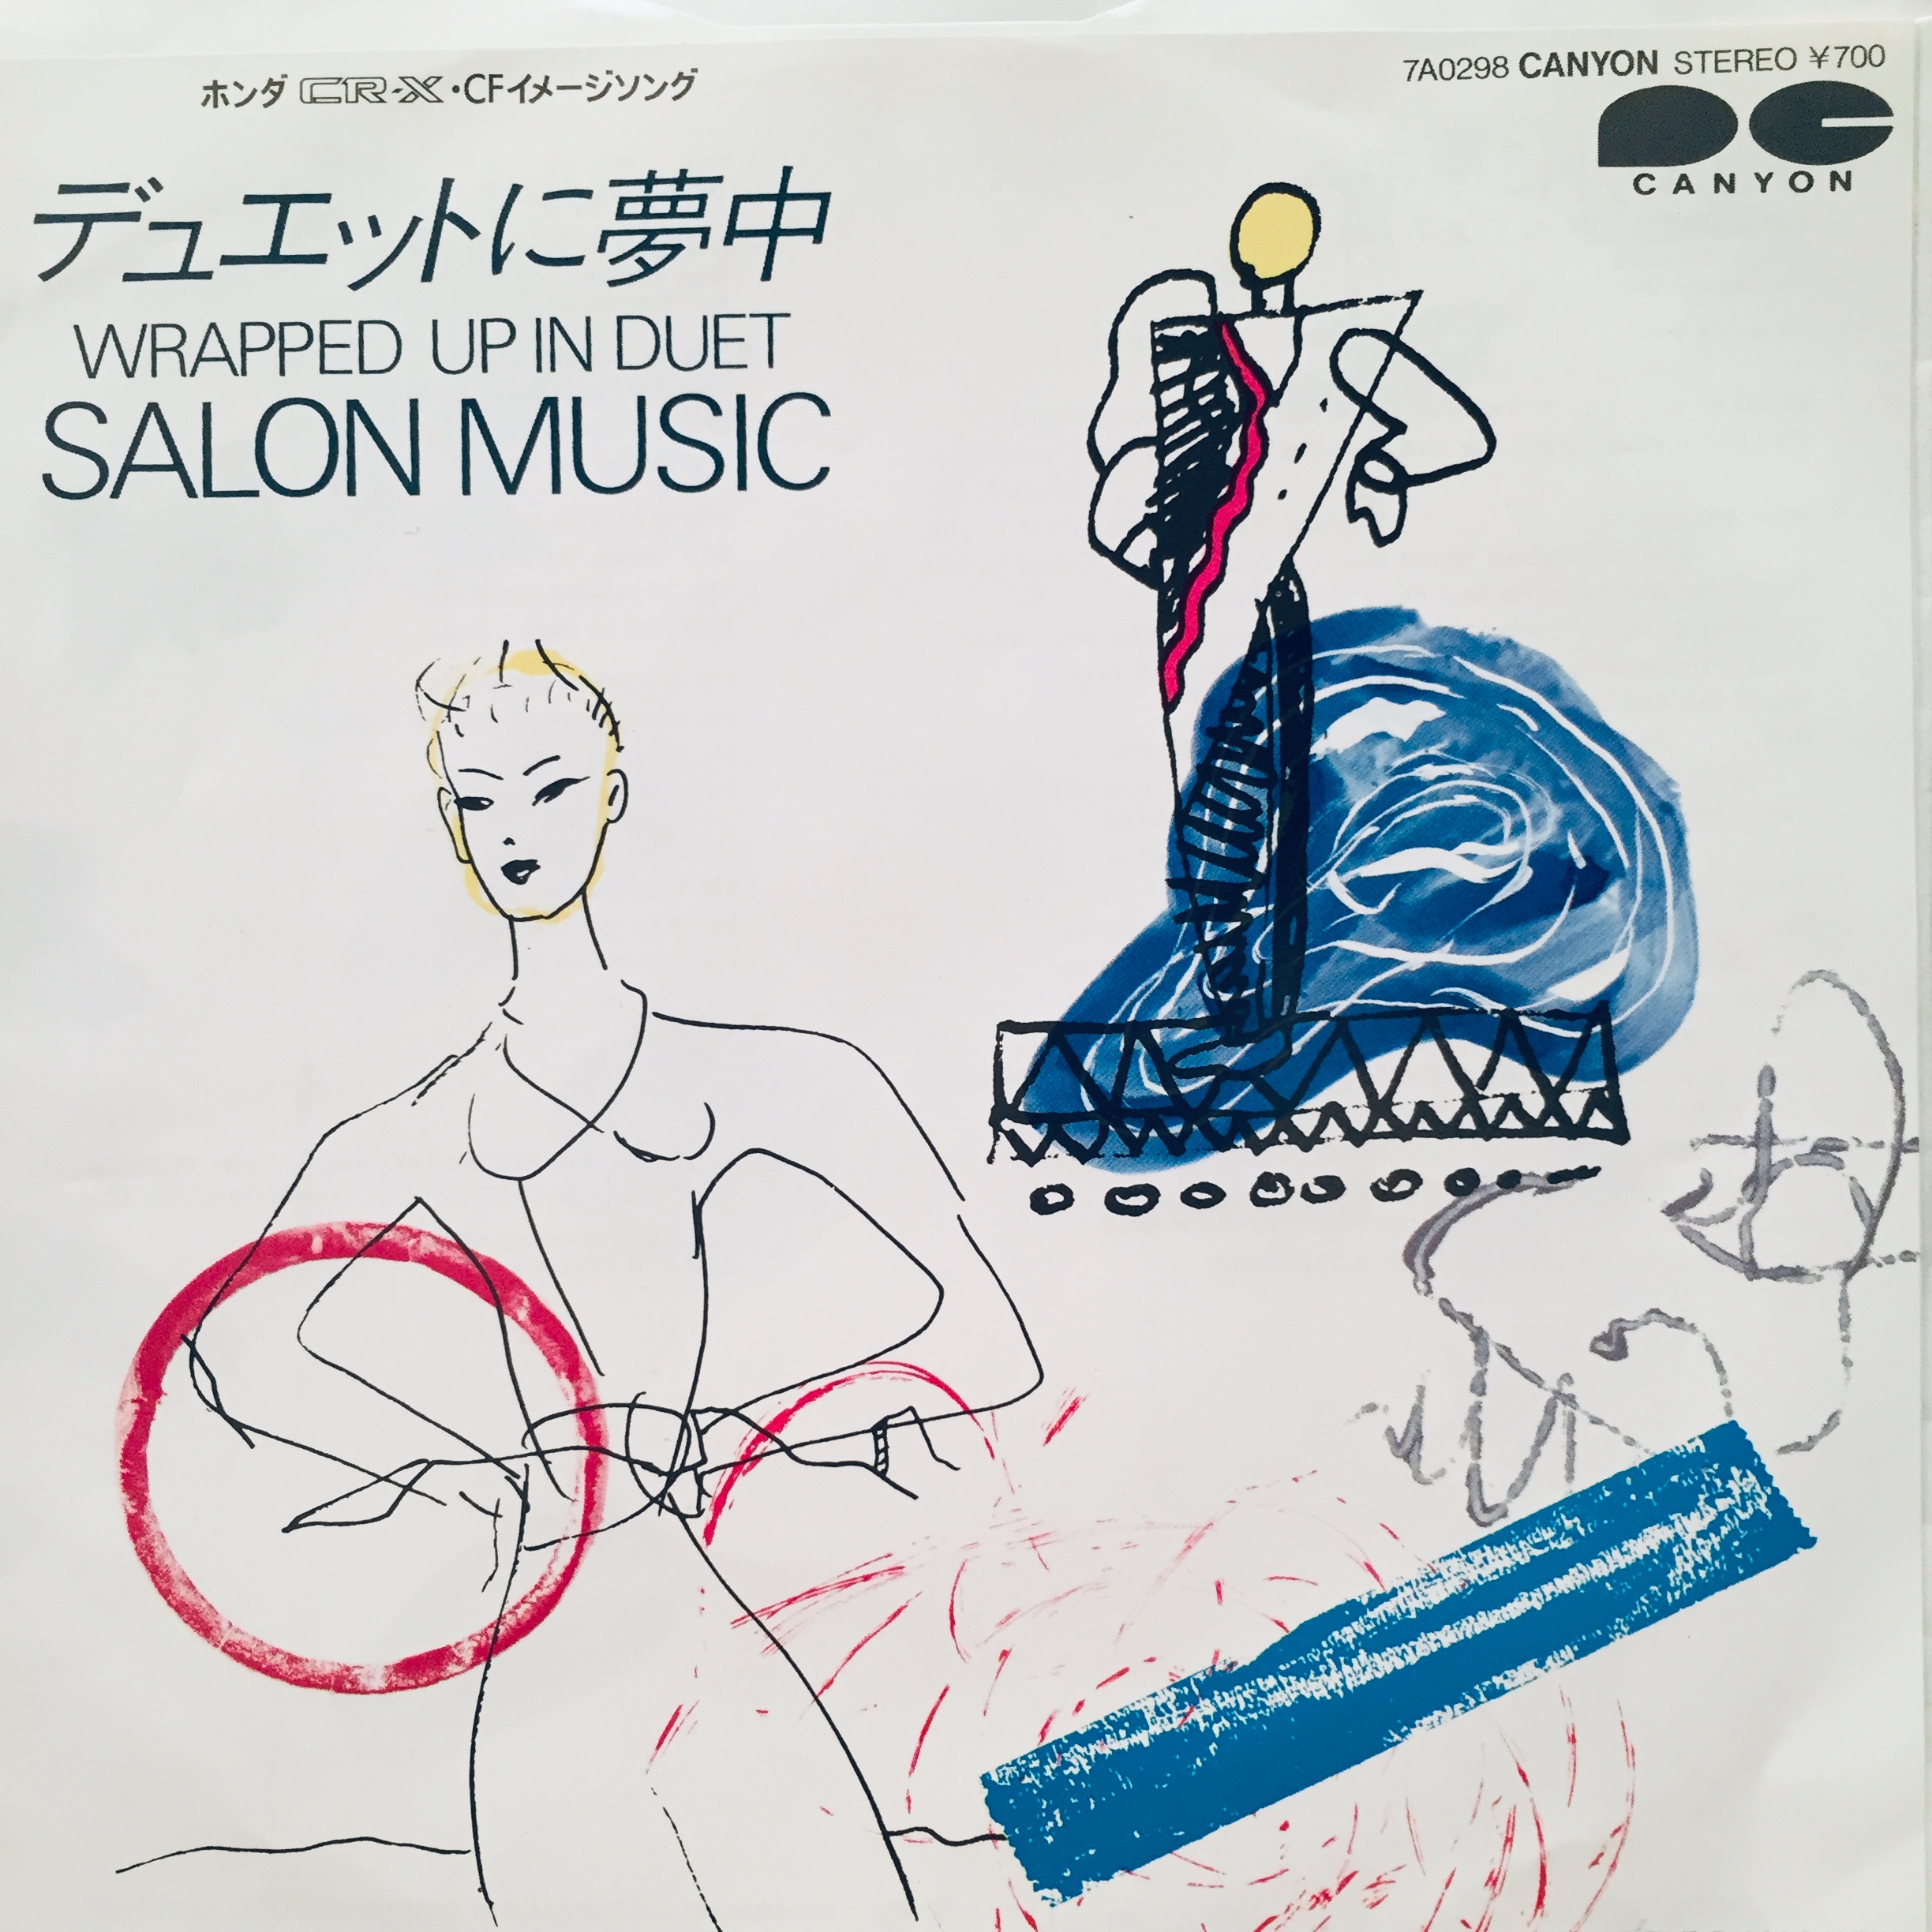 ホンダ CR-X・CFイメージソング
7A0298 CANYON STEREO ¥700
PC
CANYON
デュエットに夢中
WRAPPED UP IN DUET
SALON MUSIC